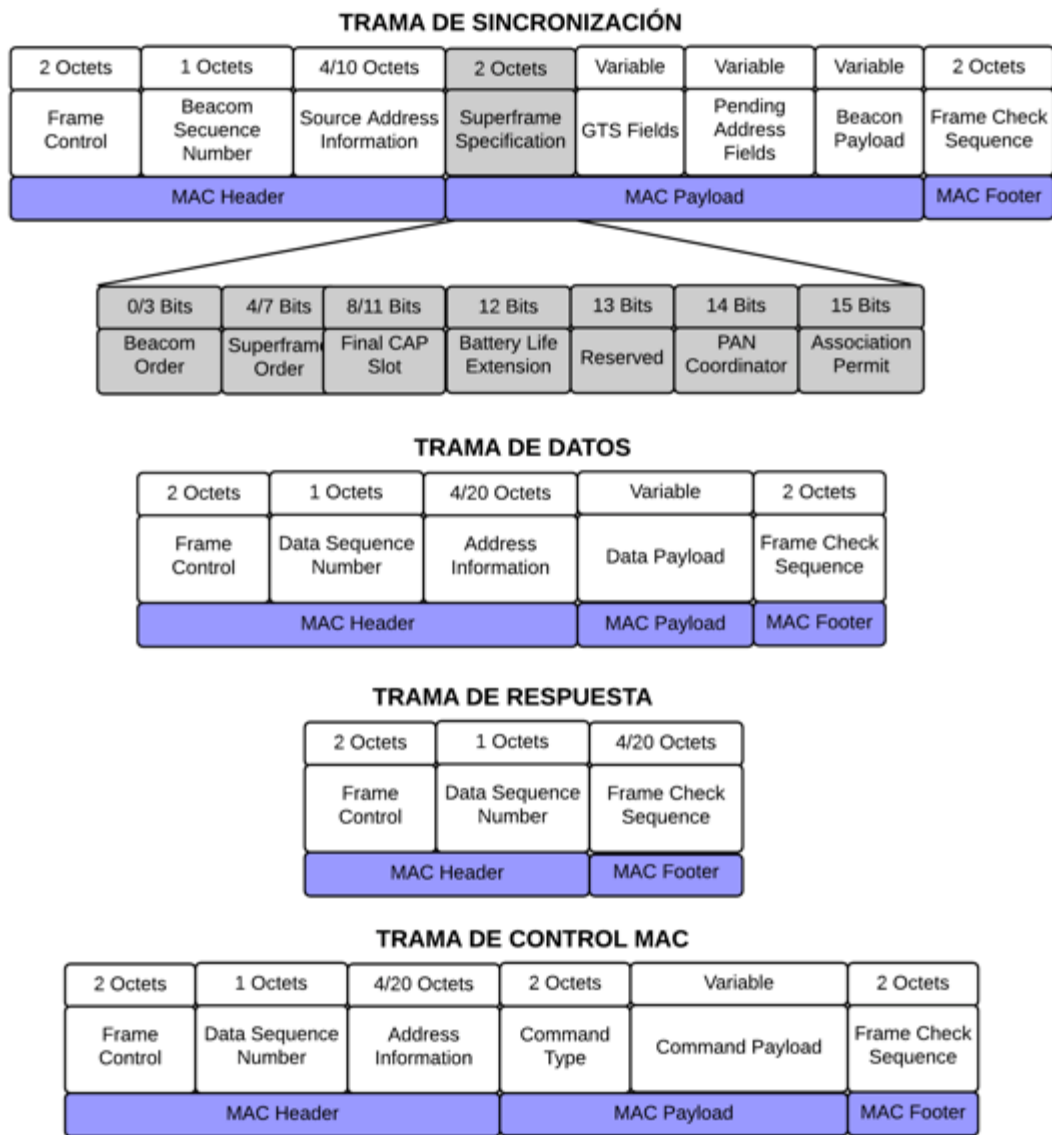 TRAMA DE SINCRONIZACIÓN
2 Octets 1 Octets 4/10 Octets 2 Octets Variable Variable Variable 2 Octets
Frame Control
Beacom Secuence Number
Source Address Information
Superframe Specification
GTS Fields
Pending Address Fields
Beacon Payload
Frame Check Sequence
MAC Header MAC Payload MAC Footer
0/3 Bits 4/7 Bits 8/11 Bits 12 Bits 13 Bits 14 Bits 15 Bits
Beacom Order
Superframe Order
Final CAP Slot
Battery Life Extension
Reserved
PAN Coordinator
Association Permit
TRAMA DE DATOS
2 Octets 1 Octets 4/20 Octets Variable 2 Octets
Frame Control
Data Sequence Number
Address Information
Data Payload
Frame Check Sequence
MAC Header MAC Payload MAC Footer
TRAMA DE RESPUESTA
2 Octets 1 Octets 4/20 Octets
Frame Control
Data Sequence Number
Frame Check Sequence
MAC Header MAC Footer
TRAMA DE CONTROL MAC
2 Octets 1 Octets 4/20 Octets 2 Octets Variable 2 Octets
Frame Control
Data Sequence Number
Address Information
Command Type
Command Payload
Frame Check Sequence
MAC Header MAC Payload MAC Footer